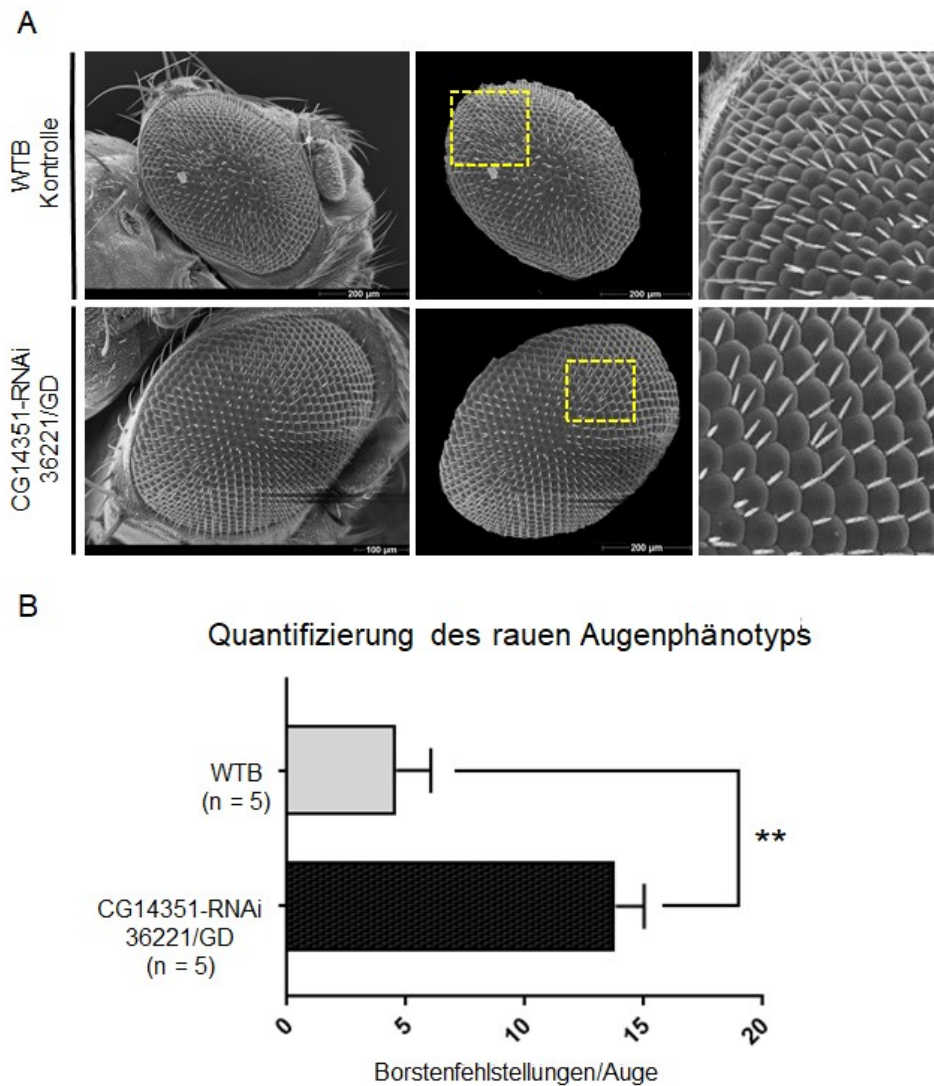 A
WTB
Kontrolle
200 µm
200 µm
CG14351-RNAi
36221/GD
100 µm
200 µm
B
Quantifizierung des rauen Augenphänotyps
WTB
(n = 5)
**
CG14351-RNAi
36221/GD
(n = 5)
0 5 10 15 20
Borstenfehlstellungen/Auge